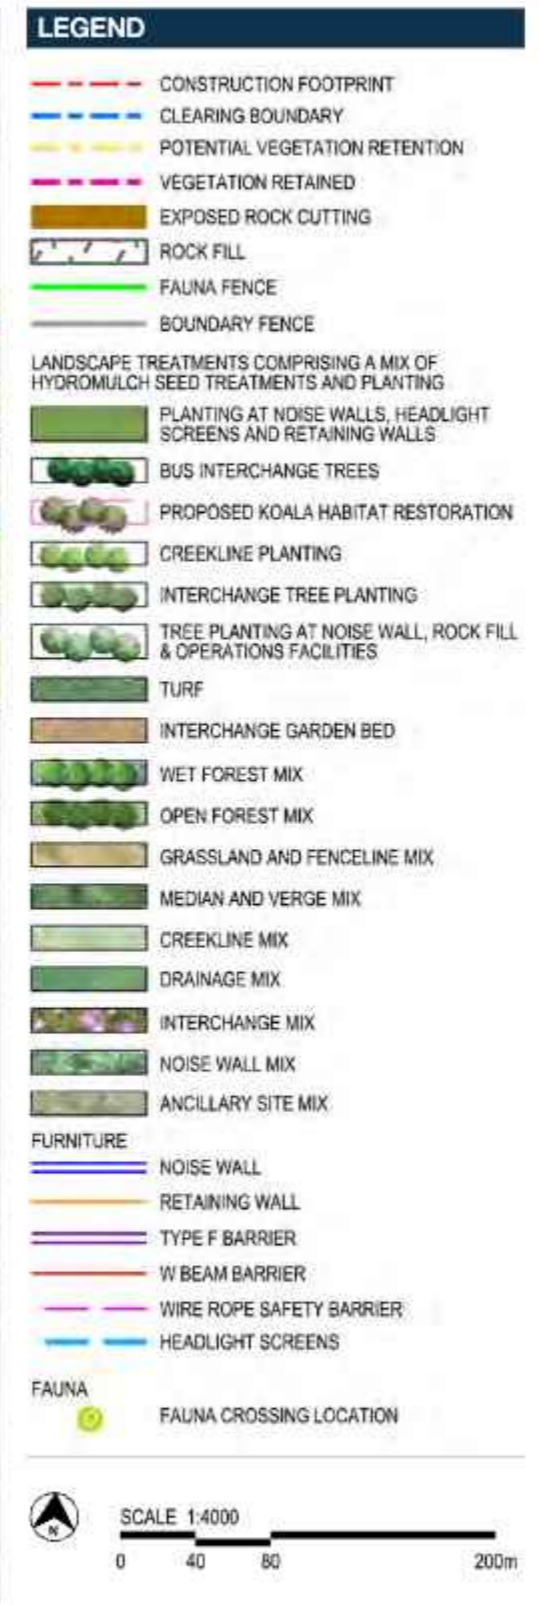 LEGEND
CONSTRUCTION FOOTPRINT
CLEARING BOUNDARY
POTENTIAL VEGETATION RETENTION
VEGETATION RETAINED
EXPOSED ROCK CUTTING
ROCK FILL
FAUNA FENCE
BOUNDARY FENCE
LANDSCAPE TREATMENTS COMPRISING A MIX OF
HYDROMULCH SEED TREATMENTS AND PLANTING
PLANTING AT NOISE WALLS, HEADLIGHT
SCREENS AND RETAINING WALLS
BUS INTERCHANGE TREES
PROPOSED KOALA HABITAT RESTORATION
CREEKLINE PLANTING
INTERCHANGE TREE PLANTING
TREE PLANTING AT NOISE WALL, ROCK FILL
& OPERATIONS FACILITIES
TURF
INTERCHANGE GARDEN BED
WET FOREST MIX
OPEN FOREST MIX
GRASSLAND AND FENCELINE MIX
MEDIAN AND VERGE MIX
CREEKLINE MIX
DRAINAGE MIX
INTERCHANGE MIX
NOISE WALL MIX
ANCILLARY SITE MIX
FURNITURE
NOISE WALL
RETAINING WALL
TYPE F BARRIER
W BEAM BARRIER
WIRE ROPE SAFETY BARRIER
HEADLIGHT SCREENS
FAUNA
FAUNA CROSSING LOCATION
N
SCALE 1:4000
0 40 80 200m